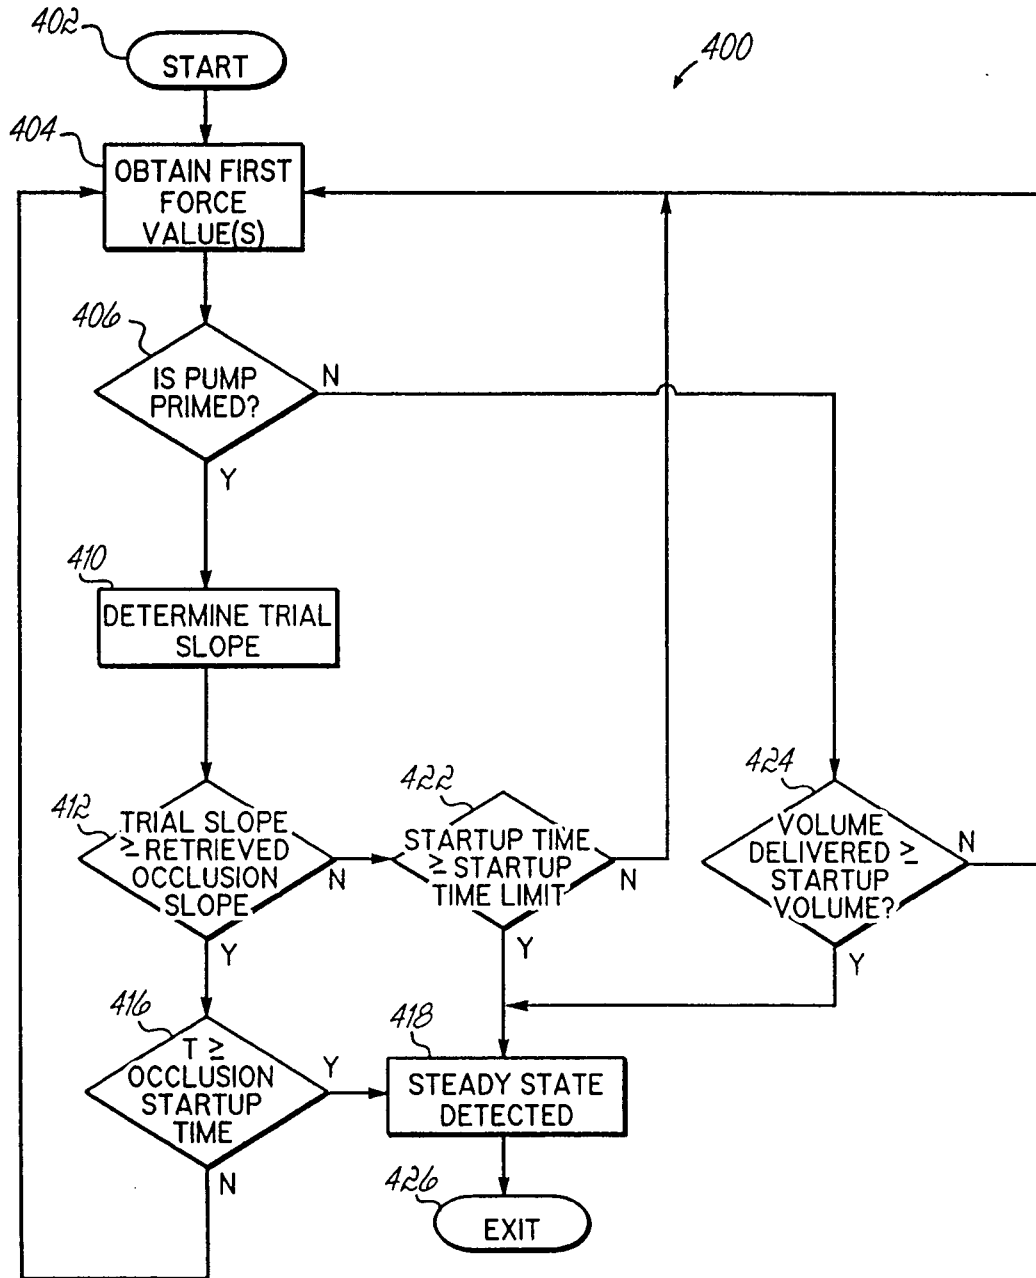 402
START
400
404
OBTAIN FIRST
FORCE
VALUE(S)
406
IS PUMP
PRIMED?
N
Y
410
DETERMINE TRIAL
SLOPE
412
TRIAL SLOPE
≥ RETRIEVED
OCCLUSION
SLOPE
N
Y
422
STARTUP TIME
≥ STARTUP
TIME LIMIT
N
Y
424
VOLUME
DELIVERED ≥
STARTUP
VOLUME?
N
Y
416
T ≥
OCCLUSION
STARTUP
TIME
Y
N
418
STEADY STATE
DETECTED
426
EXIT